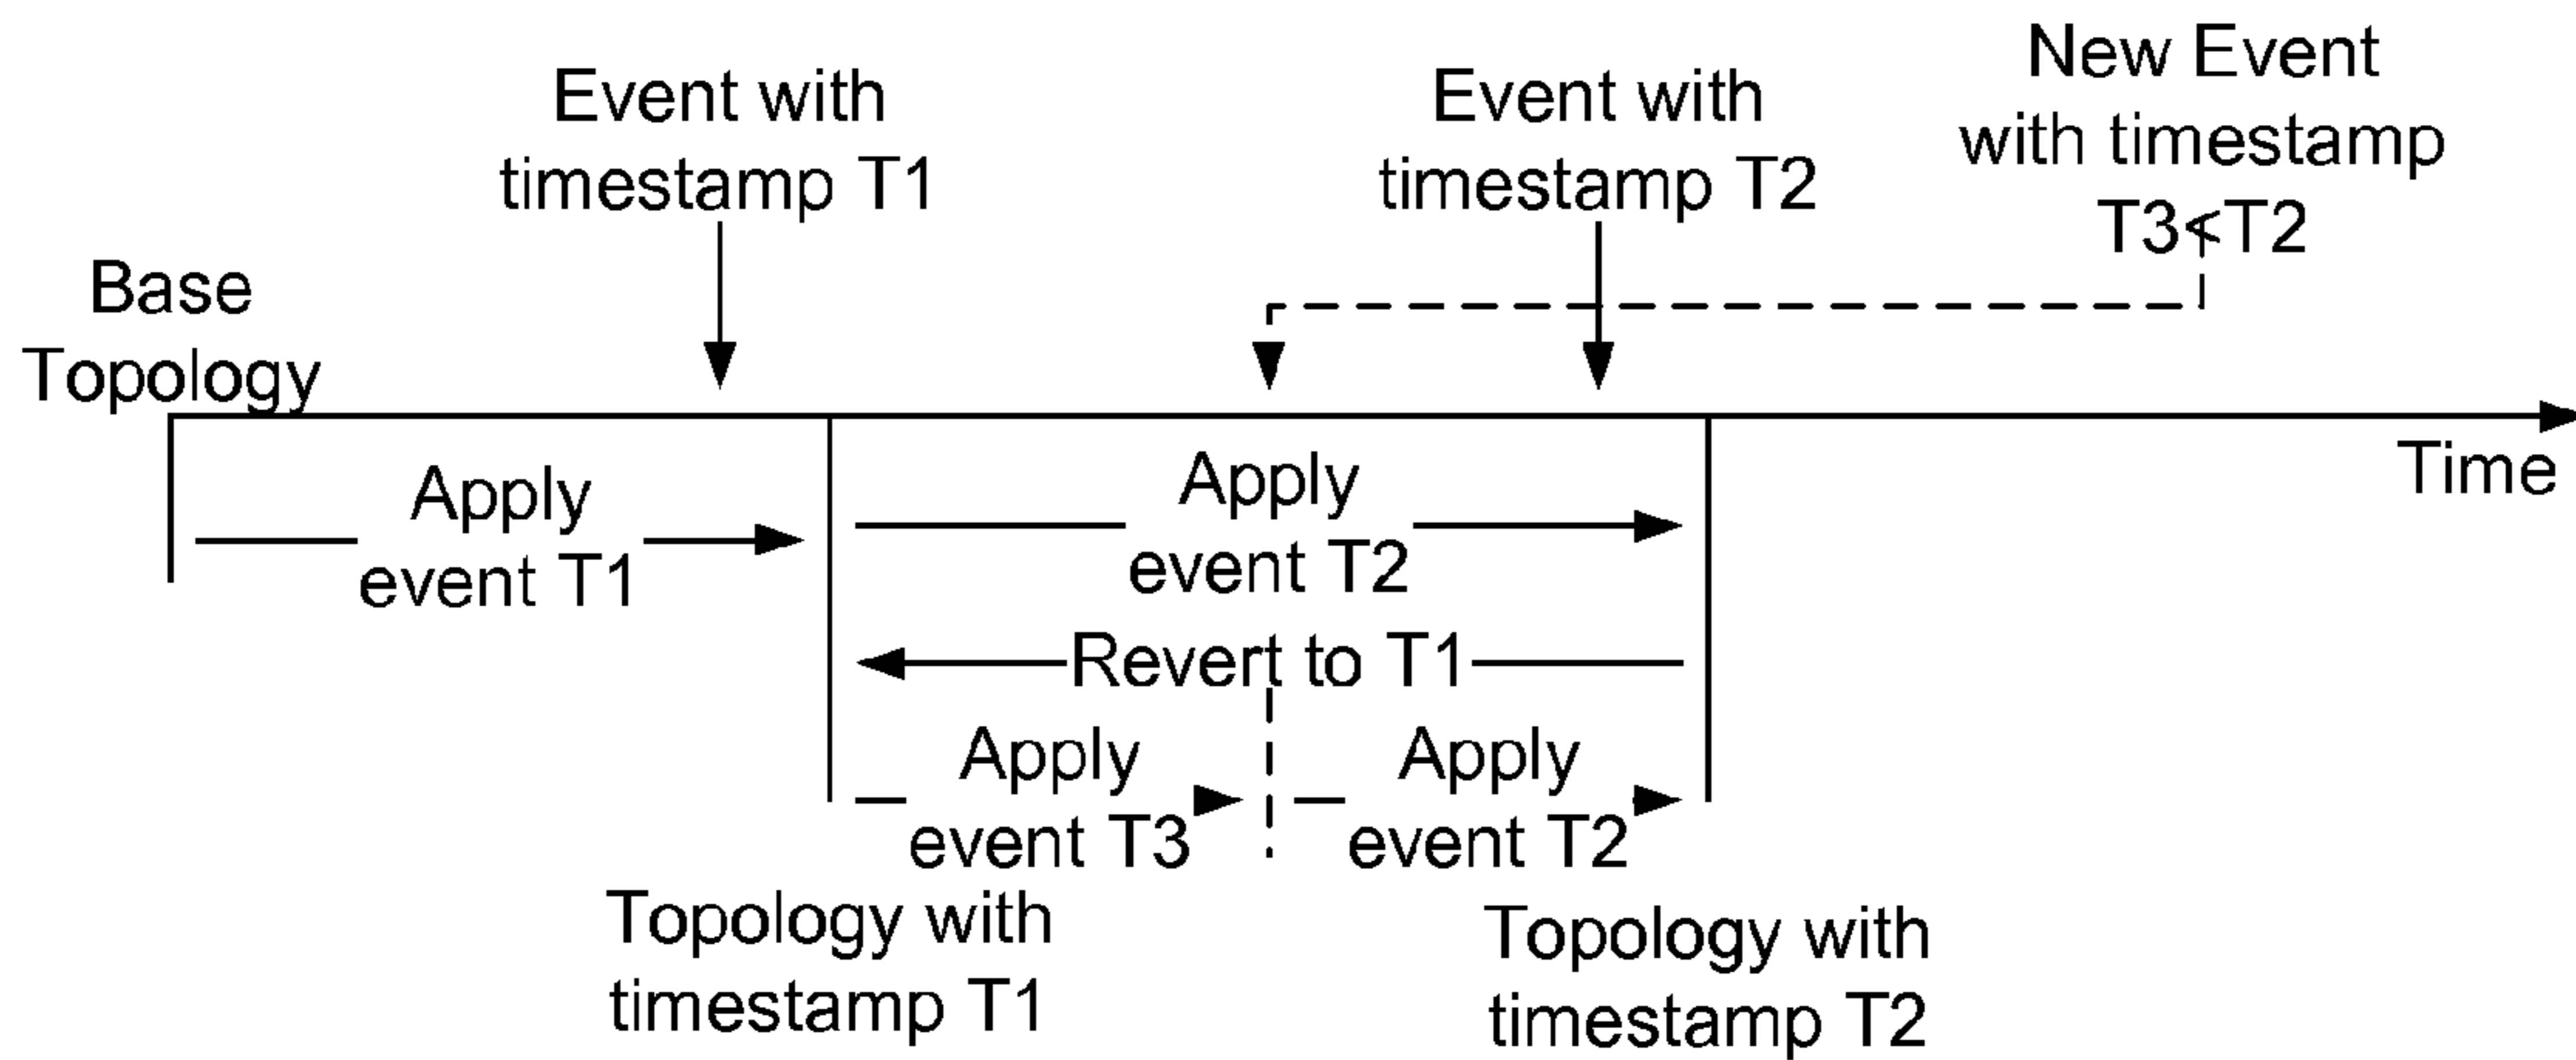 Base
Topology
Event with
timestamp T1
Event with
timestamp T2
New Event
with timestamp
T3<T2
Time
Apply
event T1
Apply
event T2
Revert to T1
Apply
event T3
Apply
event T2
Topology with
timestamp T1
Topology with
timestamp T2